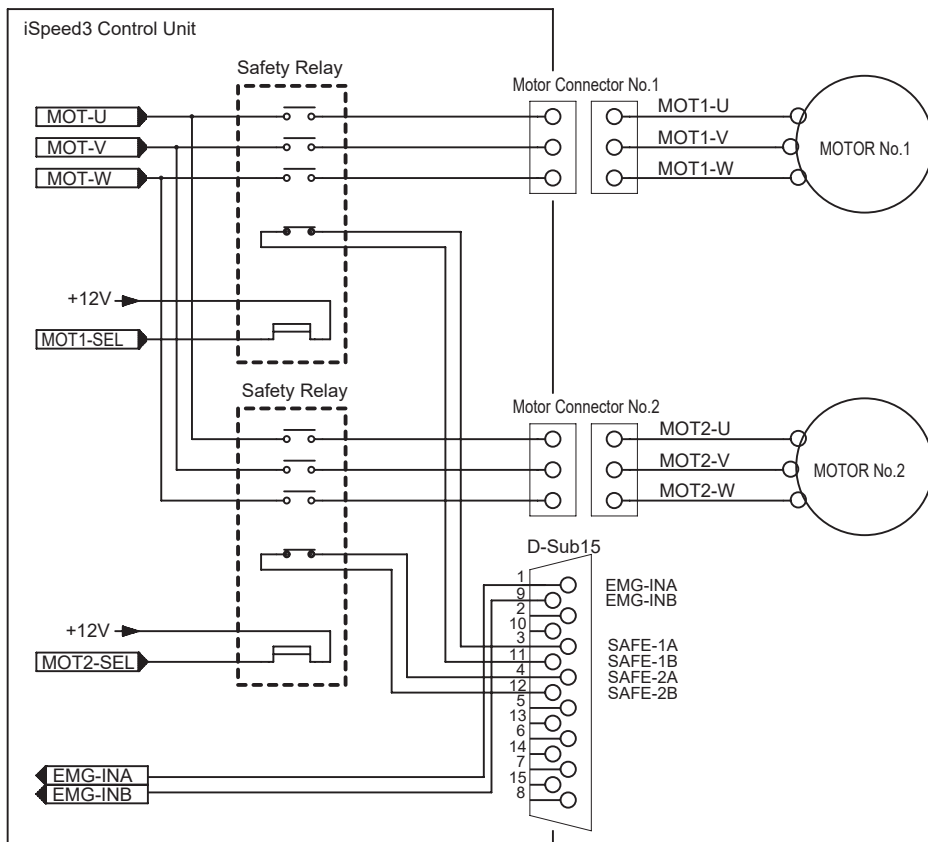 iSpeed3 Control Unit
Safety Relay
Motor Connector No.1
MOT-U
MOT1-U
MOT-V
MOT1-V
MOTOR No.1
MOT-W
MOT1-W
+12V
MOT1-SEL
Safety Relay
Motor Connector No.2
MOT2-U
MOT2-V
MOTOR No.2
MOT2-W
D-Sub15
1
EMG-INA
9
EMG-INB
2
10
+12V
3
SAFE-1A
MOT2-SEL
11
SAFE-1B
4
SAFE-2A
12
SAFE-2B
5
13
6
14
7
EMG-INA
15
EMG-INB
8